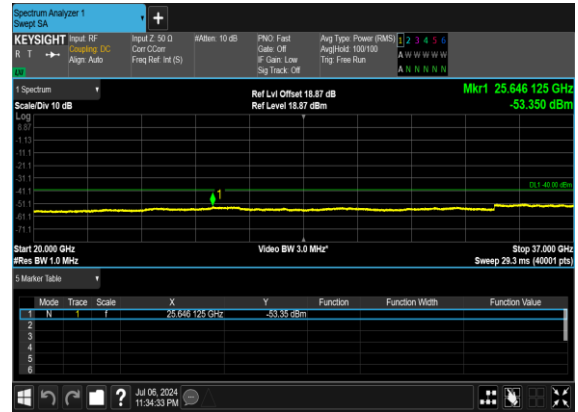 Spectrum Analyzer 1
Swept SA
+
KEYSIGHT Input: RF Input Z: 50 Ω #Atten: 10 dB PNO: Fast Avg Type: Power (RMS) 1 2 3 4 5 6
R T Coupling: DC Corr CCorr Gate: Off Avg|Hold: 100/100 A W W W W W
Align: Auto Freq Ref: Int (S) IF Gain: Low Trig: Free Run
Sig Track: Off A N N N N N
1 Spectrum Ref Lvl Offset 18.87 dB Mkr1 25.646 125 GHz
Scale/Div 10 dB Ref Level 18.87 dBm -53.350 dBm
Log
8.87
-1.13
-11.1
-21.1
-31.1
-41.1 DL1 -40.00 dBm
1
-51.1
-61.1
-71.1
Start 20.000 GHz Video BW 3.0 MHz* Stop 37.000 GHz
#Res BW 1.0 MHz Sweep 29.3 ms (40001 pts)
5 Marker Table
Mode Trace Scale X Y Function Function Width Function Value
1 N 1 f 25.646 125 GHz -53.35 dBm
2
3
4
5
6
? Jul 06, 2024
11:34:33 PM